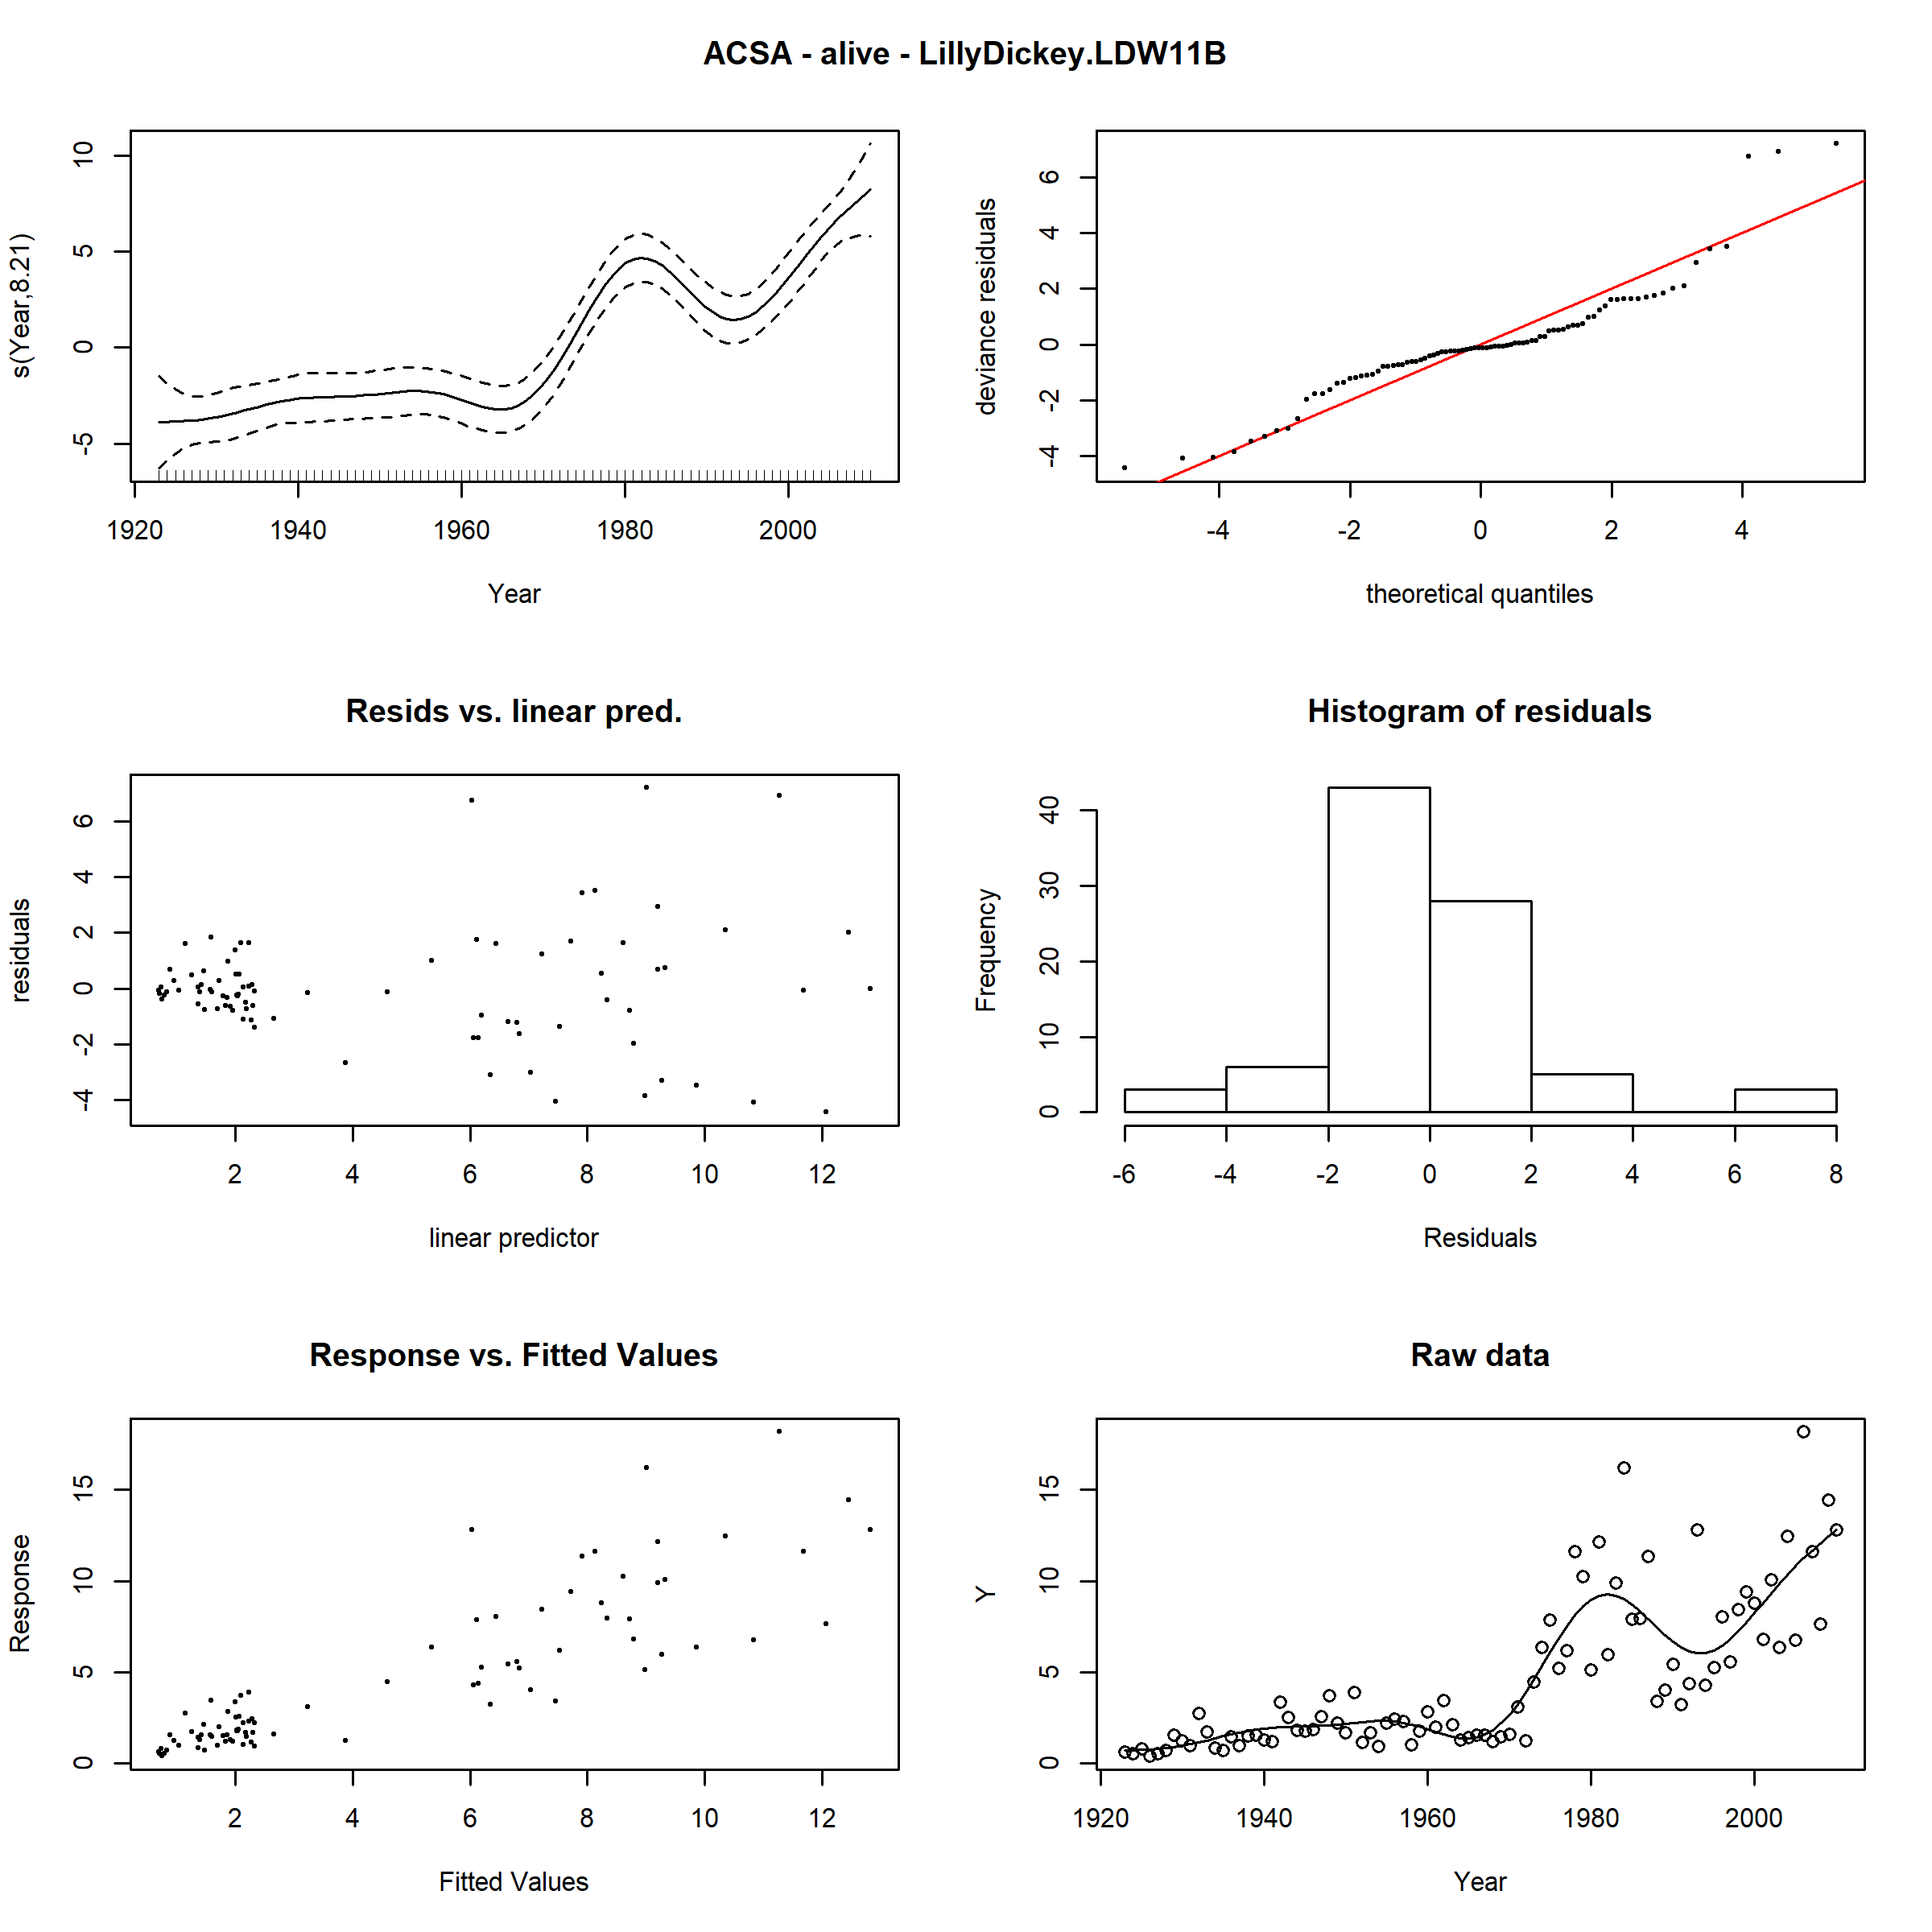 ACSA - alive - LillyDickey.LDW11B
s(Year,8.21)
10
5
0
-5
1920 1940 1960 1980 2000
Year
deviance residuals
6
4
2
0
-2
-4
-4 -2 0 2 4
theoretical quantiles
Resids vs. linear pred.
residuals
6
4
2
0
-2
-4
2 4 6 8 10 12
linear predictor
Histogram of residuals
Frequency
40
30
20
10
0
-6 -4 -2 0 2 4 6 8
Residuals
Response vs. Fitted Values
Response
15
10
5
0
2 4 6 8 10 12
Fitted Values
Raw data
Y
15
10
5
0
1920 1940 1960 1980 2000
Year